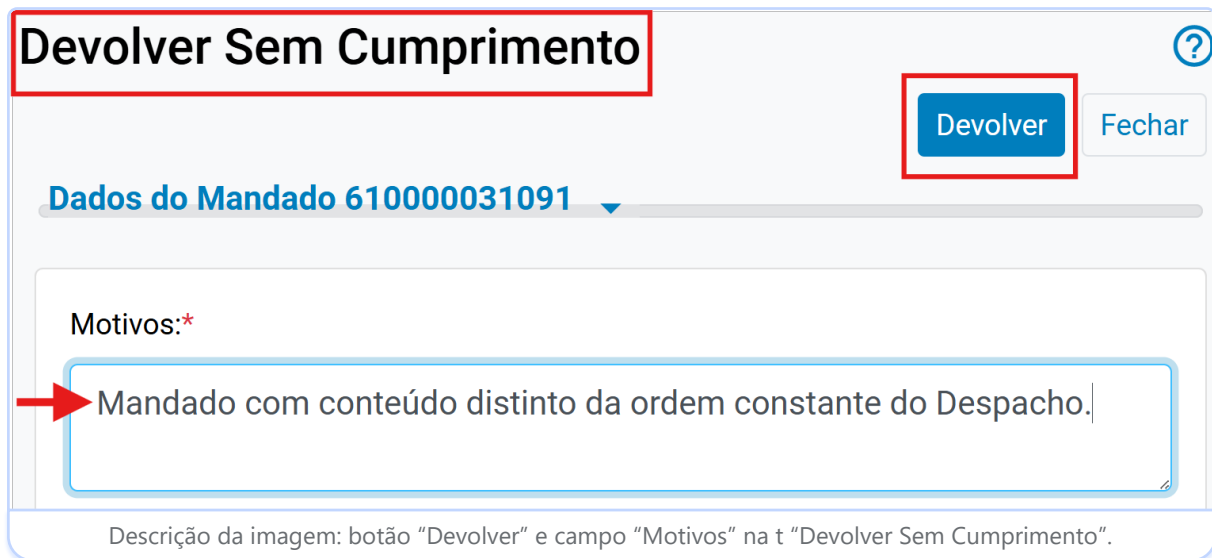 Devolver Sem Cumprimento
?
Devolver Fechar
Dados do Mandado 610000031091
Motivos:*
Mandado com conteúdo distinto da ordem constante do Despacho.
Descrição da imagem: botão “Devolver” e campo “Motivos” na t “Devolver Sem Cumprimento”.